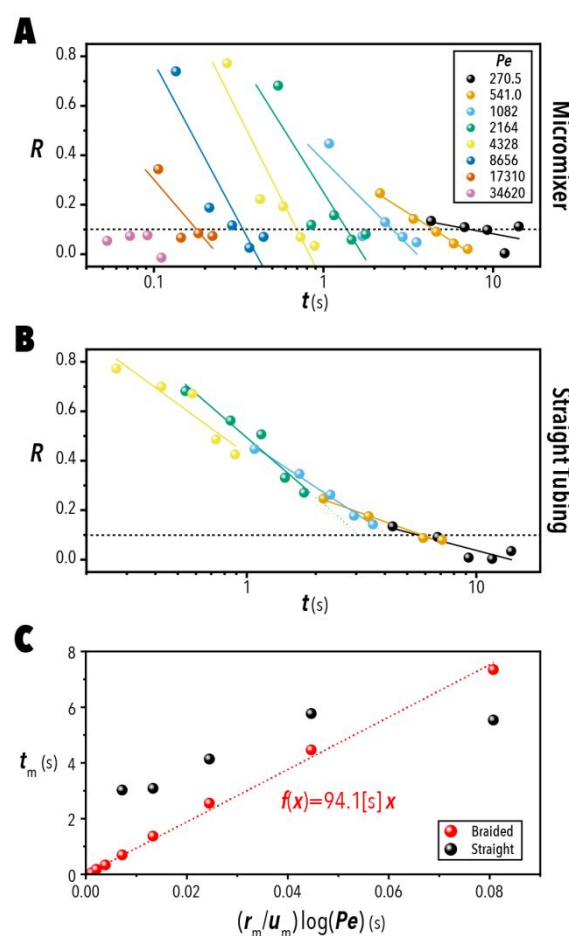 A
0.8
0.6
R
0.4
0.2
0.0
0.1
1
10
t (s)
Pe
270.5
541.0
1082
2164
4328
8656
17310
34620
Micromixer
B
0.8
0.6
R
0.4
0.2
0.0
1
10
t (s)
Straight Tubing
C
8
6
tm (s)
4
2
0
0.00
0.02
0.04
0.06
0.08
f(x)=94.1[s] x
Braided
Straight
(rm/um) log(Pe) (s)